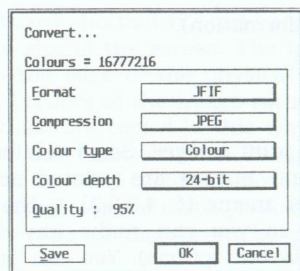 Convert...
Colours = 16777216
Format JFIF
Compression JPEG
Colour type Colour
Colour depth 24-bit
Quality : 95%
Save OK Cancel